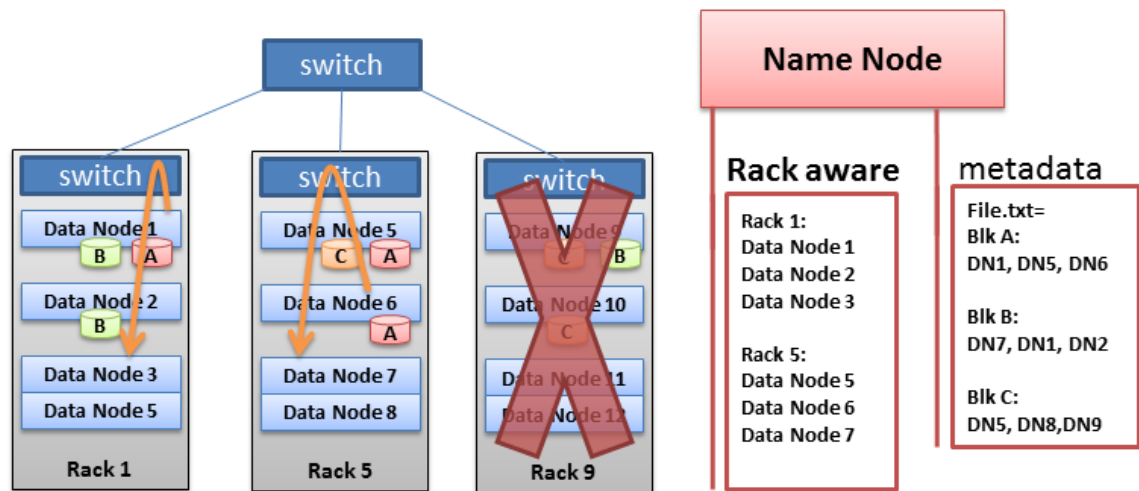 switch
switch
Data Node 1
B
A
Data Node 2
B
Data Node 3
Data Node 5
Rack 1
switch
Data Node 5
C
A
Data Node 6
A
Data Node 7
Data Node 8
Rack 5
switch
Data Node 9
C
B
Data Node 10
C
Data Node 11
Data Node 12
Rack 9
Name Node
Rack aware
Rack 1:
Data Node 1
Data Node 2
Data Node 3
Rack 5:
Data Node 5
Data Node 6
Data Node 7
metadata
File.txt=
Blk A:
DN1, DN5, DN6
Blk B:
DN7, DN1, DN2
Blk C:
DN5, DN8,DN9